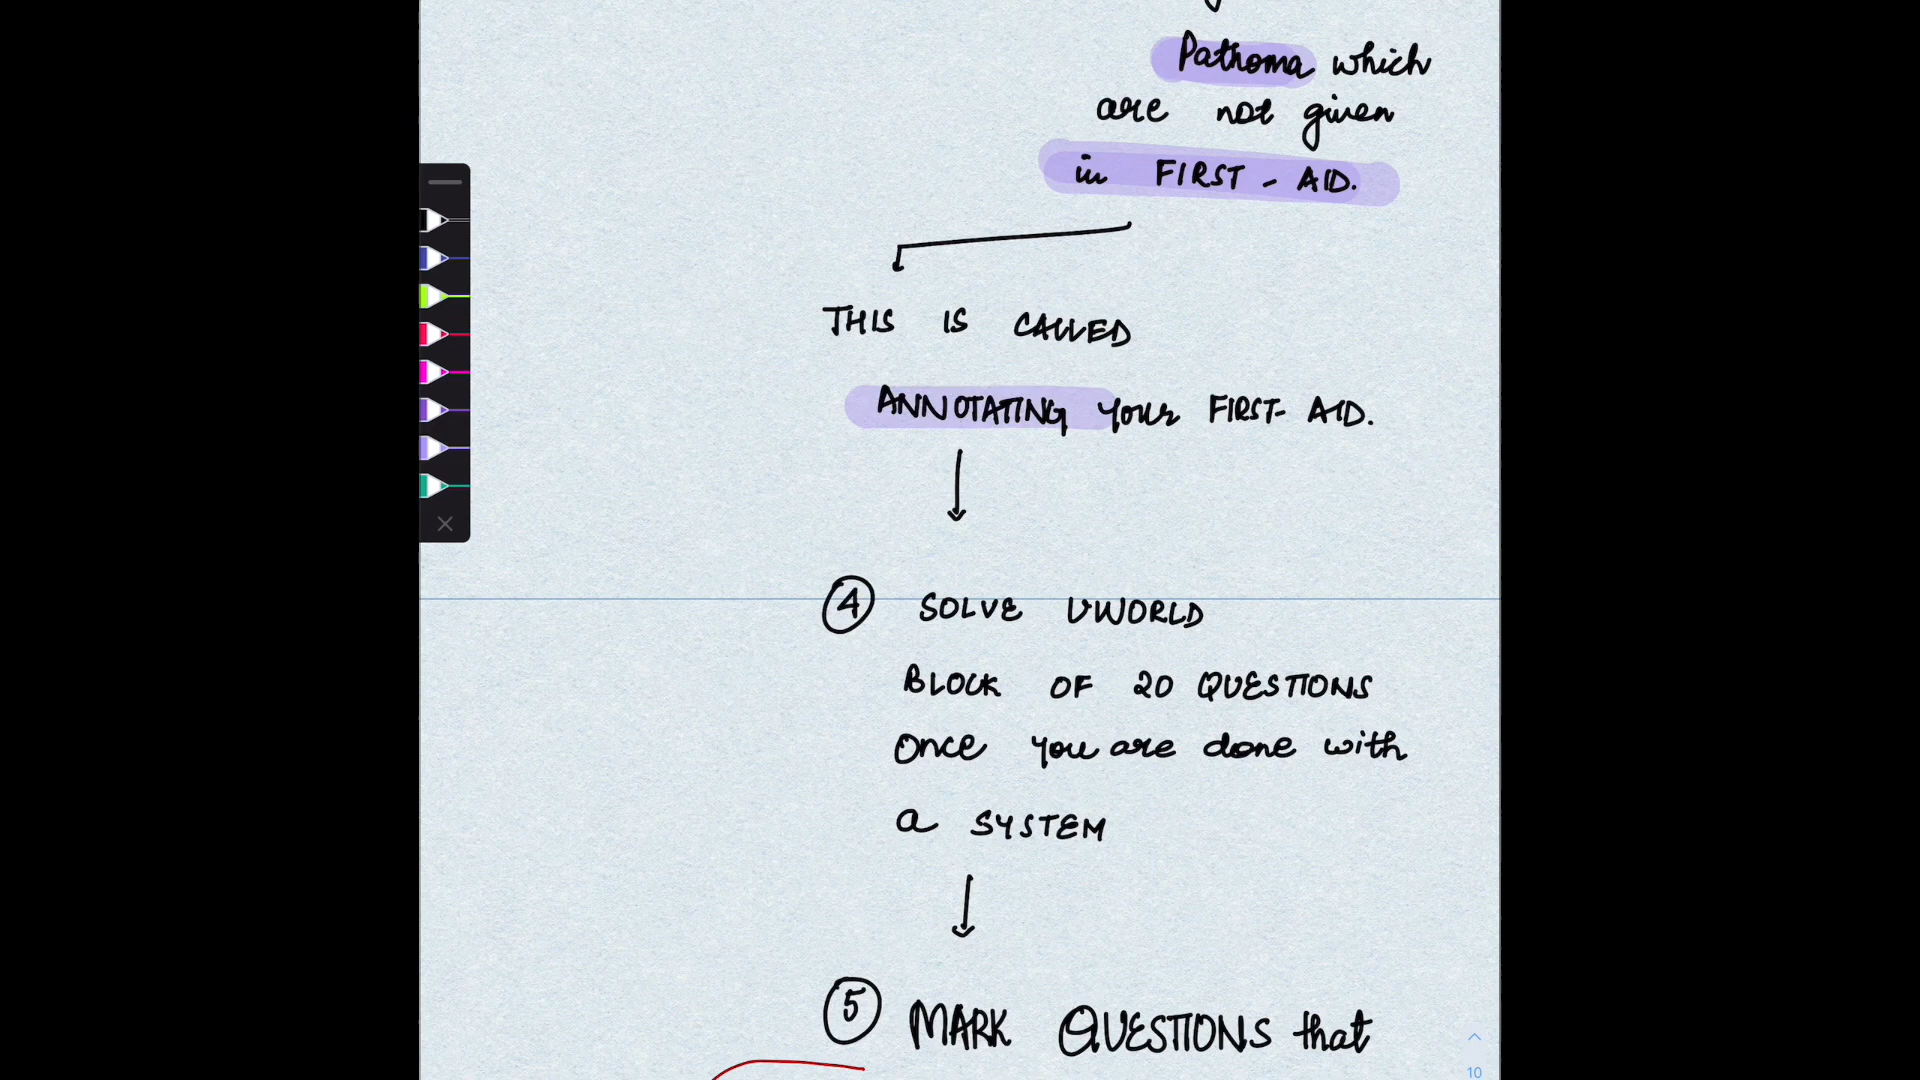 Pathoma which
are not given
in FIRST - AID.
THIS IS CALLED
ANNOTATING your FIRST- AID.
4 SOLVE UWORLD
BLOCK OF 20 QUESTIONS
Once you are done with
a SYSTEM
5 MARK QUESTIONS that
10